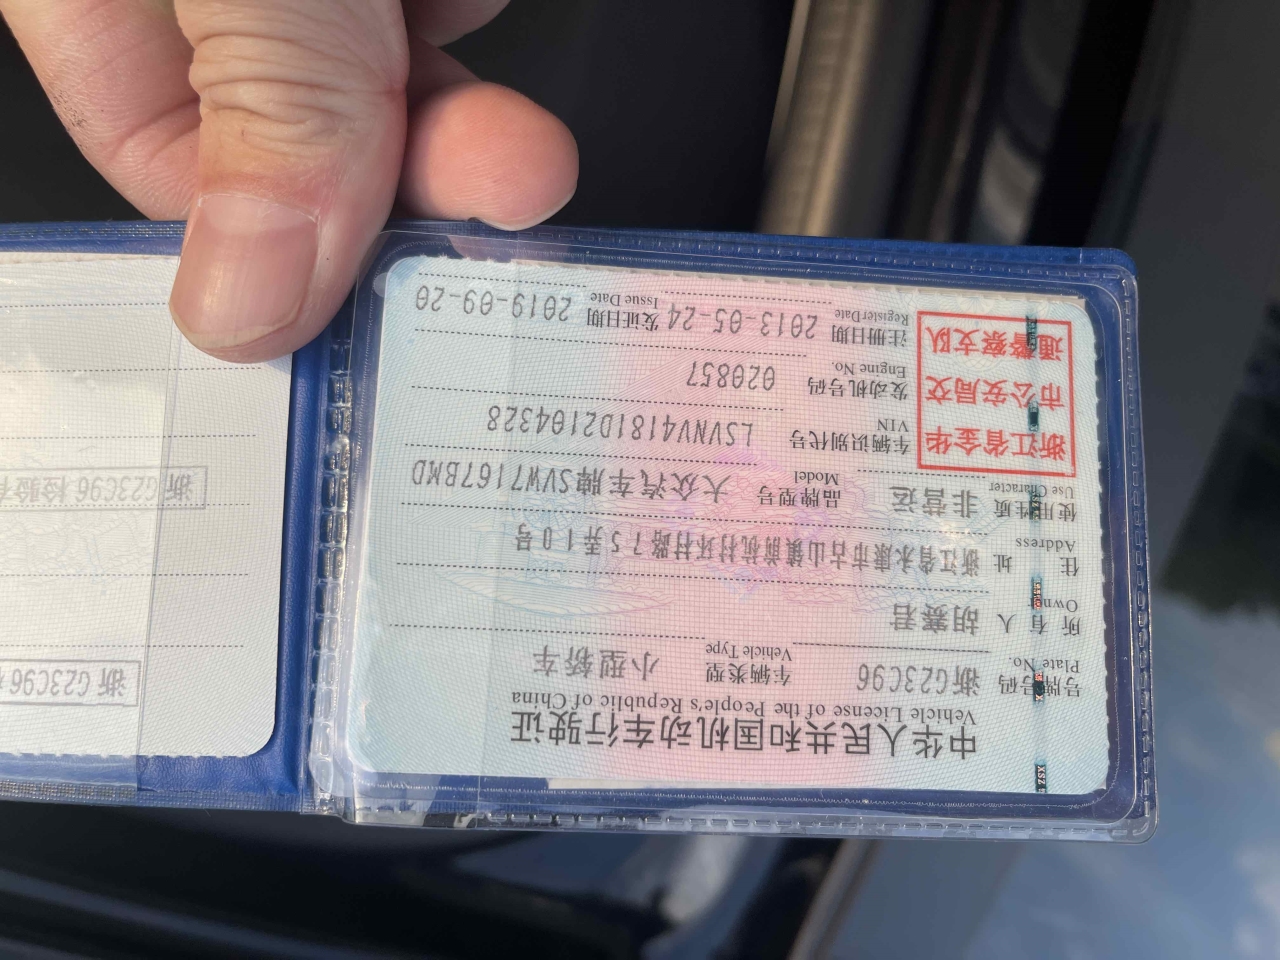 中华人民共和国机动车行驶证
Vehicle License of the People's Republic of China
号牌号码 浙G23C96 车辆类型 小型轿车
Plate No. Vehicle Type
所有人 胡赛君
Owner
住址 浙江省永康市古山镇前杭村环村路75弄10号
Address
使用性质 非营运 品牌型号 大众汽车牌SVW7167BMD
Use Character Model
浙江省金华
市公安局交
通警察支队
车辆识别代号 LSVNV4181D2104328
VIN
发动机号码 020857
Engine No.
注册日期 2013-05-24 发证日期 2019-09-20
Register Date Issue Date
浙G23C96
浙G23C96 检验有